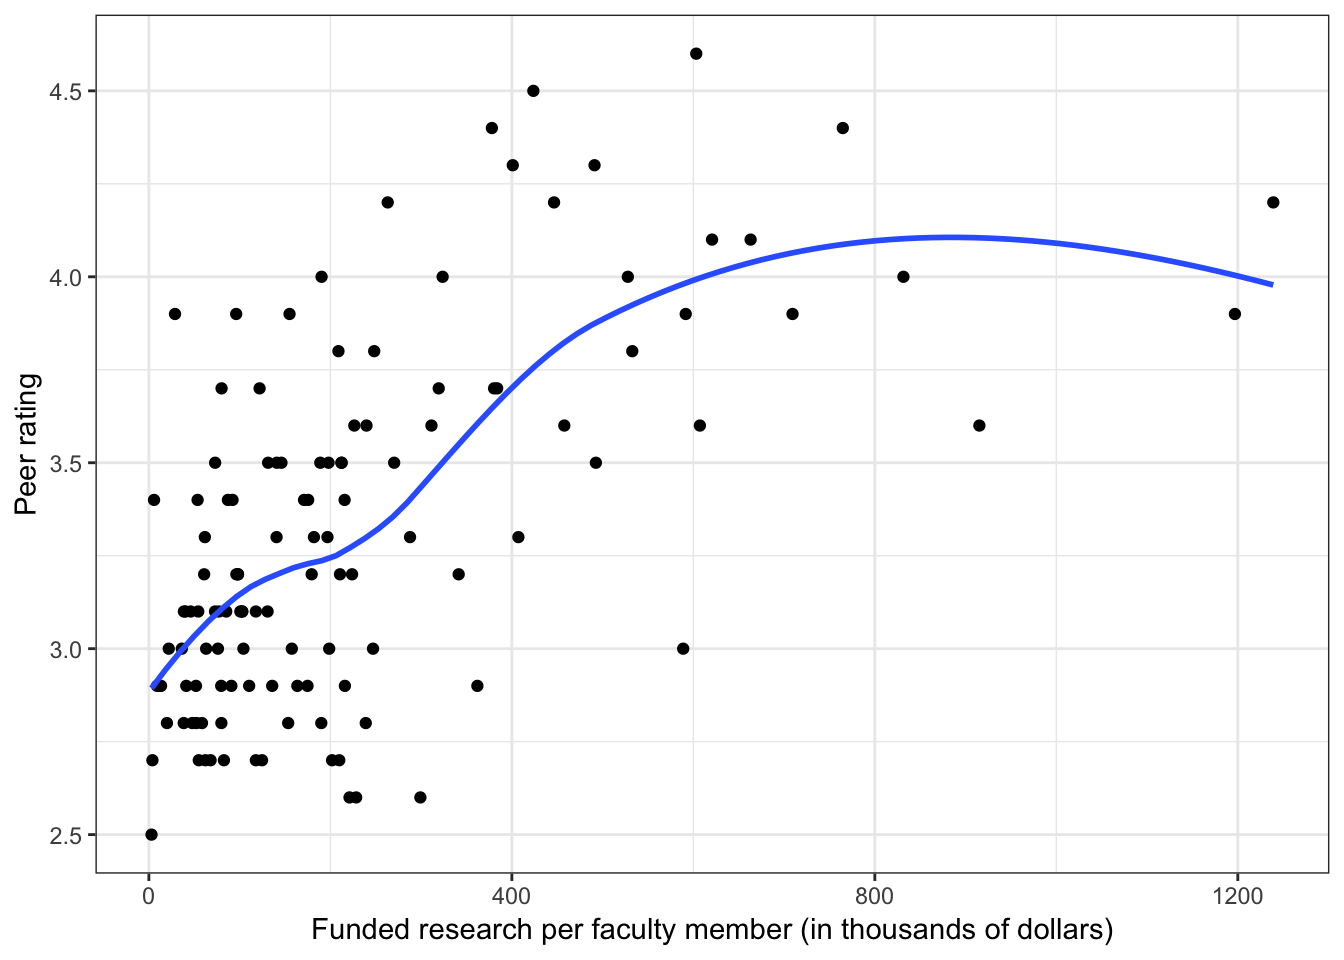 4.5
4.0
3.5
3.0
2.5
Peer rating
0 400 800 1200
Funded research per faculty member (in thousands of dollars)